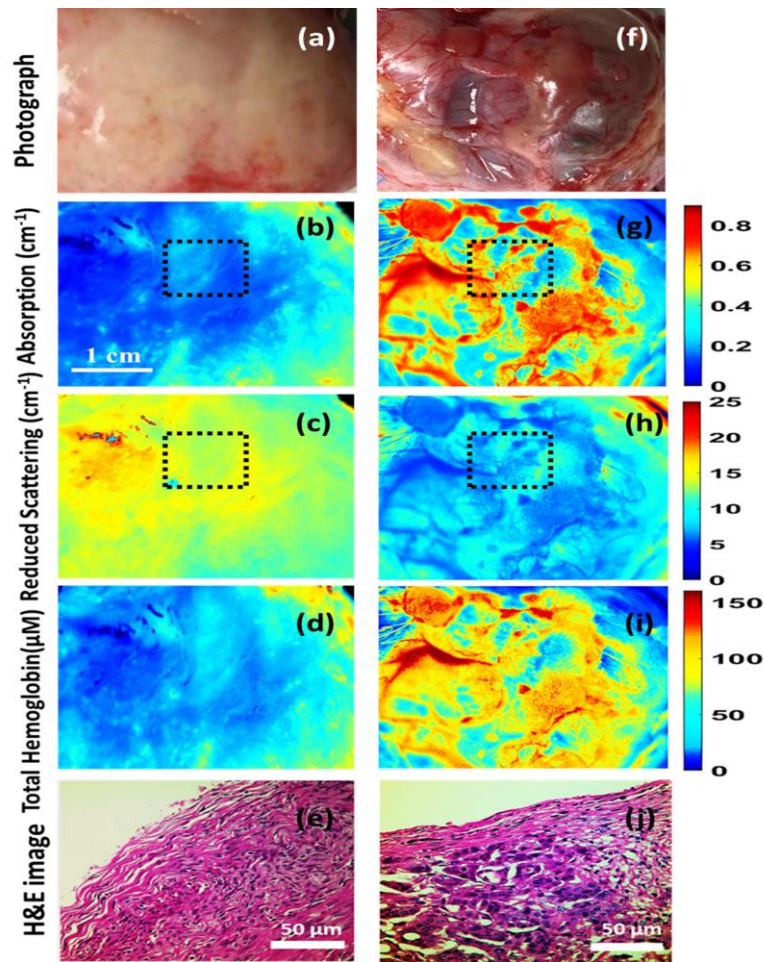 Photograph
(a)
(f)
Absorption (cm⁻¹)
(b)
1 cm
(g)
0.8
0.6
0.4
0.2
0
Reduced Scattering (cm⁻¹)
(c)
(h)
25
20
15
10
5
0
Total Hemoglobin(µM)
(d)
(i)
150
100
50
0
H&E image
(e)
50 µm
(j)
50 µm